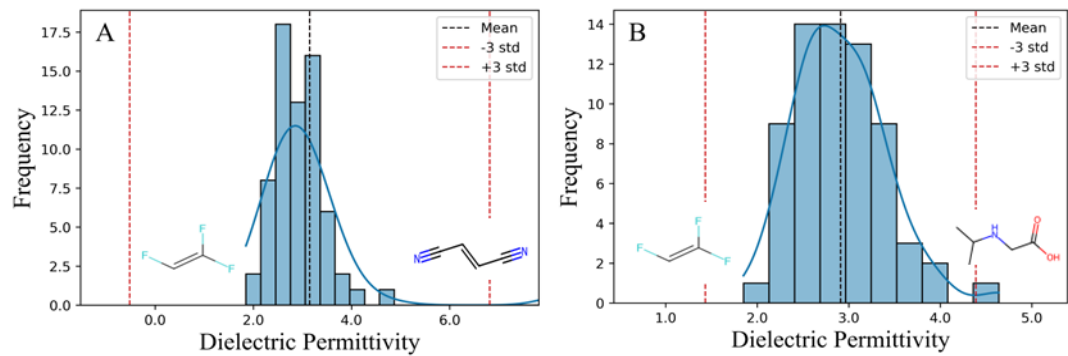 A
Mean
-3 std
+3 std
Frequency
17.5
15.0
12.5
10.0
7.5
5.0
2.5
0.0
F
F
F
N
N
0.0
2.0
4.0
6.0
Dielectric Permittivity
B
Mean
-3 std
+3 std
Frequency
14
12
10
8
6
4
2
0
F
F
F
H
N
O
OH
1.0
2.0
3.0
4.0
5.0
Dielectric Permittivity